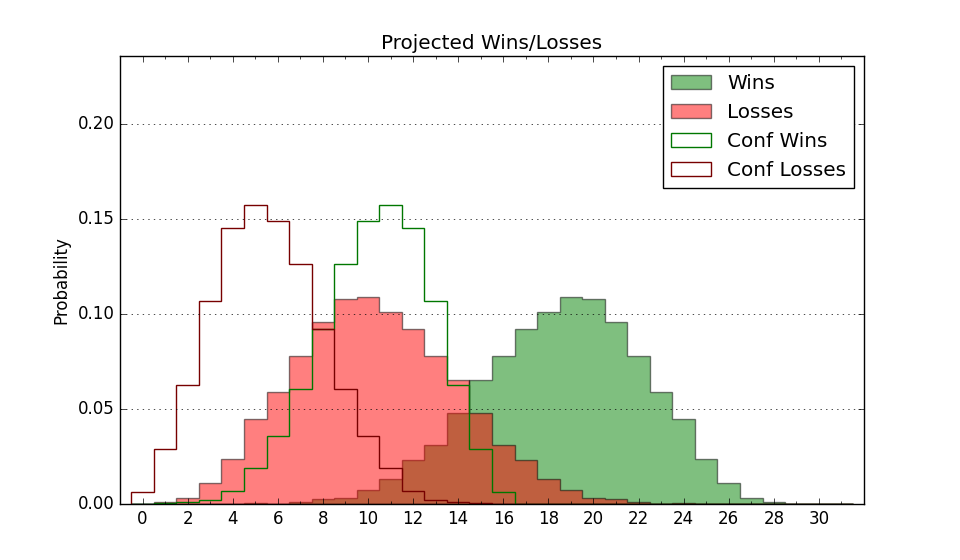 Projected Wins/Losses
Wins
Losses
Conf Wins
Conf Losses
Probability
0.20
0.15
0.10
0.05
0.00
0 2 4 6 8 10 12 14 16 18 20 22 24 26 28 30